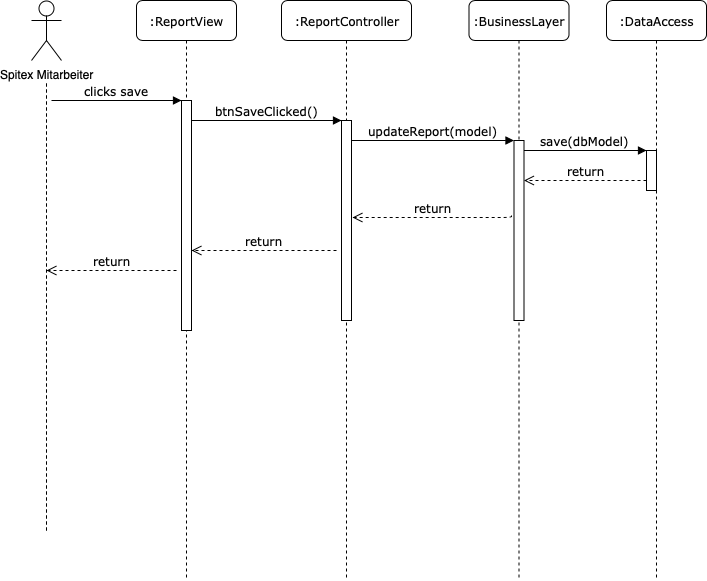 :ReportView
:ReportController
:BusinessLayer
:DataAccess
Spitex Mitarbeiter
clicks save
btnSaveClicked()
updateReport(model)
save(dbModel)
return
return
return
return